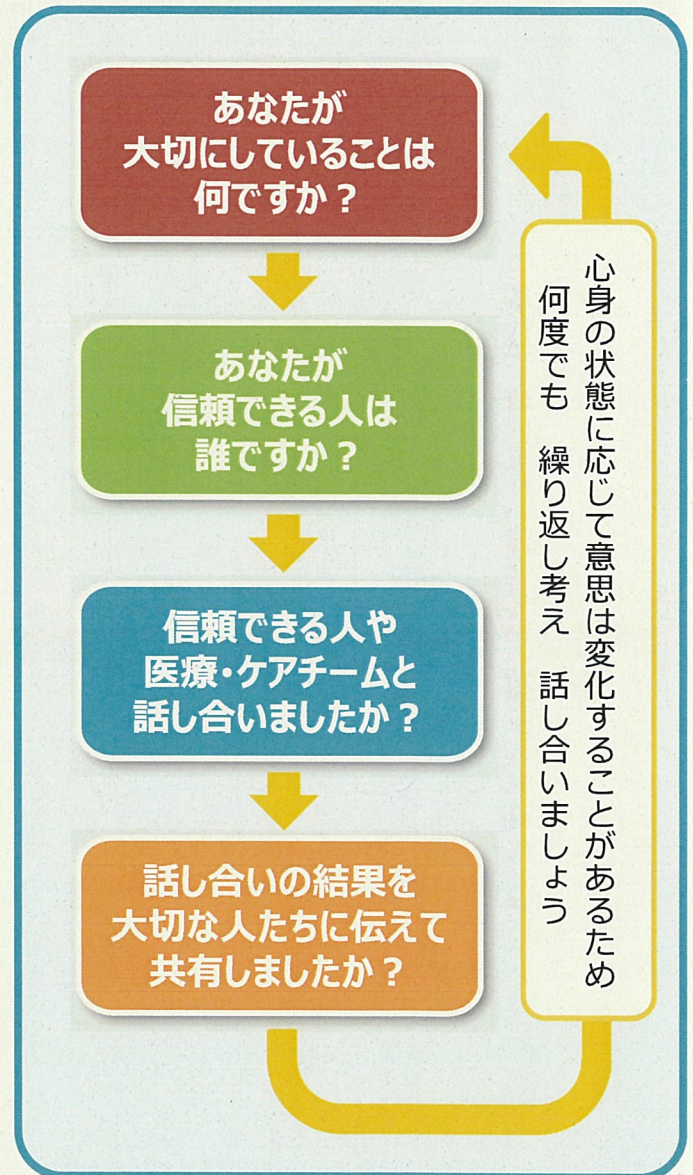 あなたが
大切にしていることは
何ですか？
あなたが
信頼できる人は
誰ですか？
信頼できる人や
医療・ケアチームと
話し合いましたか？
話し合いの結果を
大切な人たちに伝えて
共有しましたか？
心身の状態に応じて意思は変化することがあるため
何度でも　繰り返し考え　話し合いましょう